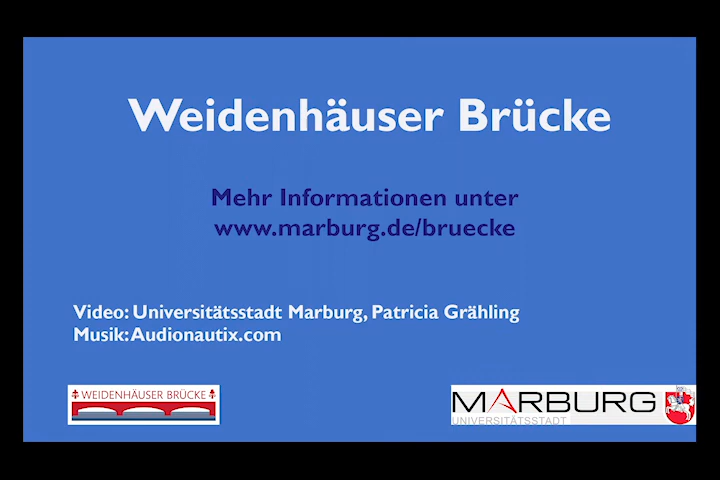 Weidenhäuser Brücke
Mehr Informationen unter
www.marburg.de/bruecke
Video: Universitätsstadt Marburg, Patricia Grähling
Musik: Audionautix.com
WEIDENHÄUSER BRÜCKE
MARBURG
UNIVERSITÄTSSTADT